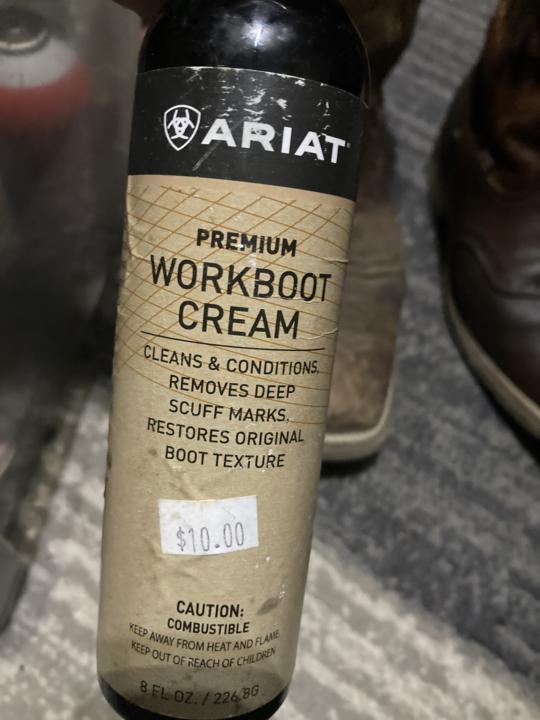 ARIAT
PREMIUM
WORKBOOT
CREAM
CLEANS & CONDITIONS,
REMOVES DEEP
SCUFF MARKS,
RESTORES ORIGINAL
BOOT TEXTURE
$10.00
CAUTION:
COMBUSTIBLE
KEEP AWAY FROM HEAT AND FLAME.
KEEP OUT OF REACH OF CHILDREN
8 FL OZ. / 226.8G